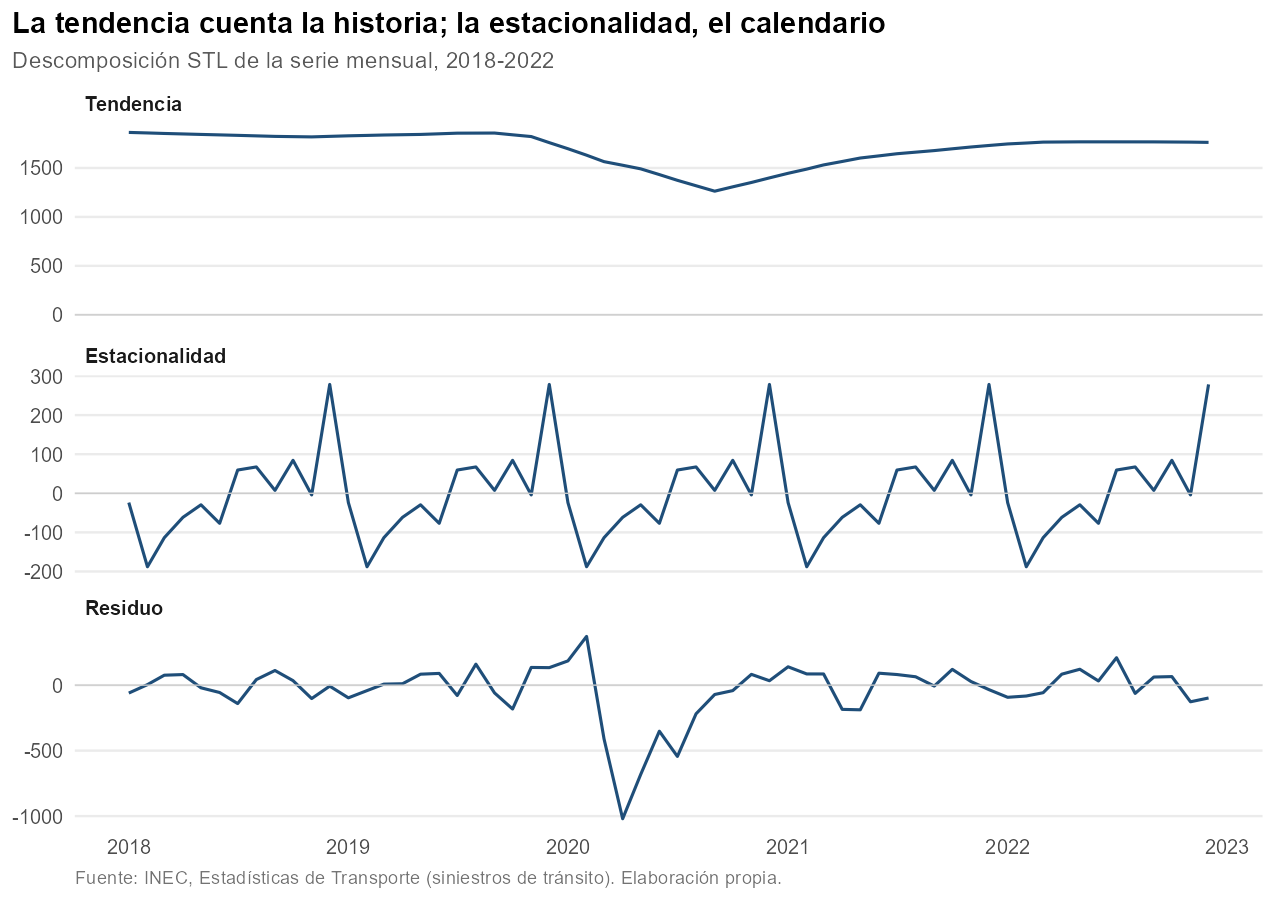 La tendencia cuenta la historia; la estacionalidad, el calendario
Descomposición STL de la serie mensual, 2018-2022
Tendencia
1500
1000
500
0
Estacionalidad
300
200
100
0
-100
-200
Residuo
0
-500
-1000
2018 2019 2020 2021 2022 2023
Fuente: INEC, Estadísticas de Transporte (siniestros de tránsito). Elaboración propia.